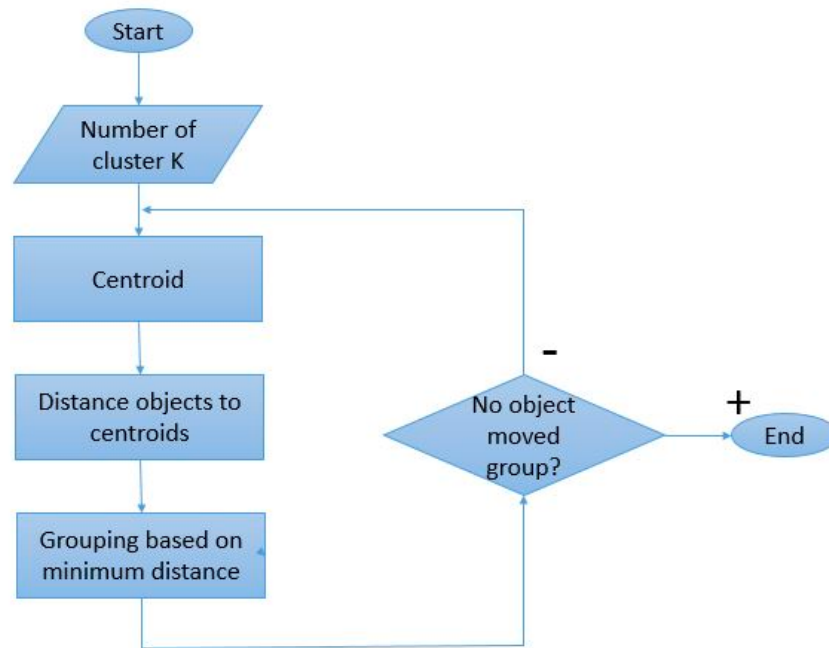 Start
Number of
cluster K
Centroid
Distance objects to
centroids
Grouping based on
minimum distance
-
No object
moved
group?
+
End